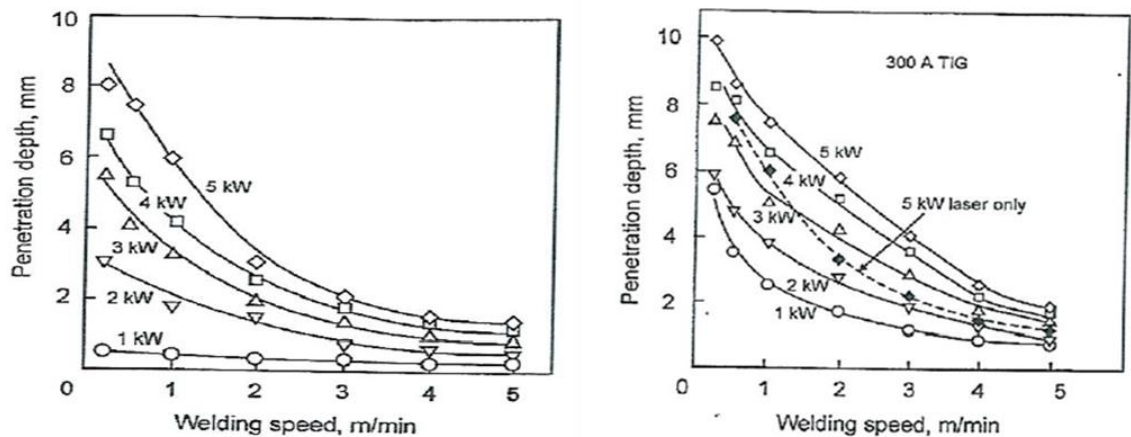 10
8
6
4
2
0
Penetration depth, mm
5 kW
4 kW
3 kW
2 kW
1 kW
1
2
3
4
5
Welding speed, m/min
10
8
6
4
2
0
Penetration depth, mm
300 A TIG
5 kW
4 kW
3 kW
5 kW laser only
2 kW
1 kW
1
2
3
4
5
Welding speed, m/min